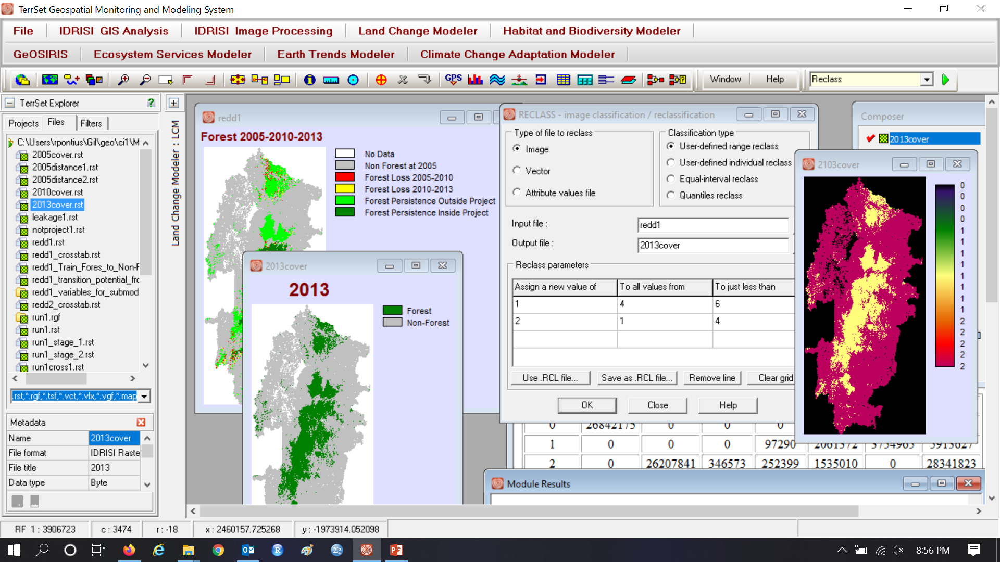 TerrSet Geospatial Monitoring and Modeling System
File IDRISI GIS Analysis IDRISI Image Processing Land Change Modeler Habitat and Biodiversity Modeler
GeOSIRIS Ecosystem Services Modeler Earth Trends Modeler Climate Change Adaptation Modeler
GPS Window Help Reclass
TerrSet Explorer ?
Projects Files Filters
C:\Users\rpontius\Gil\geo\ci1\M
2005cover.rst
2005distance1.rst
2005distance2.rst
2010cover.rst
2013cover.rst
leakage1.rst
notproject1.rst
redd1.rst
redd1_crosstab.rst
redd1_Train_Fores_to_Non-F
redd1_transition_potential_frc
redd1_variables_for_submod
redd2_crosstab.rst
run1.rgf
run1.rst
run1_stage_1.rst
run1_stage_2.rst
run1cross1.rst
.rst,*.rgf,*.tsf,*.vct,*.vlx,*.vgf,*.map
Metadata
Name 2013cover
File format IDRISI Raste
File title 2013
Data type Byte
Land Change Modeler : LCM
redd1
Forest 2005-2010-2013
No Data
Non Forest at 2005
Forest Loss 2005-2010
Forest Loss 2010-2013
Forest Persistence Outside Project
Forest Persistence Inside Project
2013cover
2013
Forest
Non-Forest
RECLASS - image classification / reclassification
Type of file to reclass
Image
Vector
Attribute values file
Classification type
User-defined range reclass
User-defined individual reclass
Equal-interval reclass
Quantiles reclass
Input file : redd1
Output file : 2013cover
Reclass parameters
Assign a new value of To all values from To just less than
1 4 6
2 1 4
Use .RCL file... Save as .RCL file... Remove line Clear grid
OK Close Help
Composer
2013cover
2103cover
0
0
0
0
1
1
1
1
1
1
1
1
2
2
2
2
2
0 26842175 0 0 0
1 0 0 0 97290 2061372 3754965 5913627
2 0 26207841 346573 252399 1535010 0 28341823
Module Results
RF 1 : 3906723 c : 3474 r : -18 x : 2460157.725268 y : -1973914.052098
8:56 PM